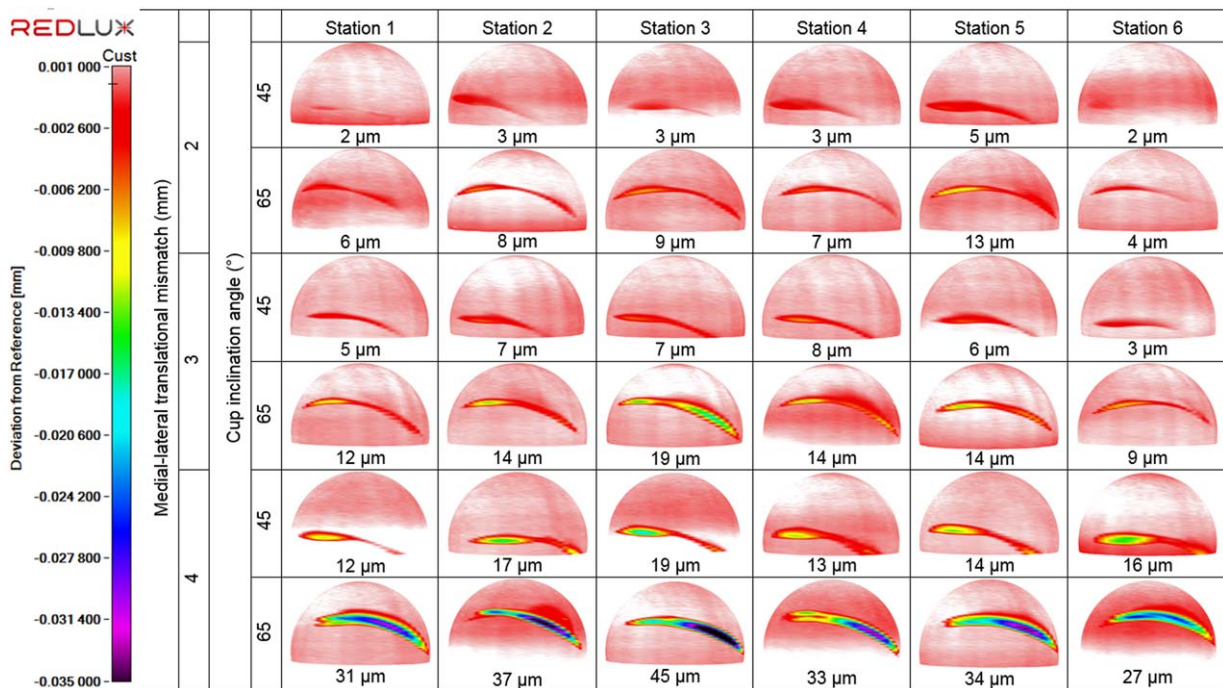 REDLUX
Cust
0.001 000
-0.002 600
-0.006 200
-0.009 800
-0.013 400
-0.017 000
-0.020 600
-0.024 200
-0.027 800
-0.031 400
-0.035 000
Deviation from Reference [mm]
Medial-lateral translational mismatch (mm)
Cup inclination angle (°)
Station 1 Station 2 Station 3 Station 4 Station 5 Station 6
2
45
2 µm 3 µm 3 µm 3 µm 5 µm 2 µm
65
6 µm 8 µm 9 µm 7 µm 13 µm 4 µm
3
45
5 µm 7 µm 7 µm 8 µm 6 µm 3 µm
65
12 µm 14 µm 19 µm 14 µm 14 µm 9 µm
4
45
12 µm 17 µm 19 µm 13 µm 14 µm 16 µm
65
31 µm 37 µm 45 µm 33 µm 34 µm 27 µm